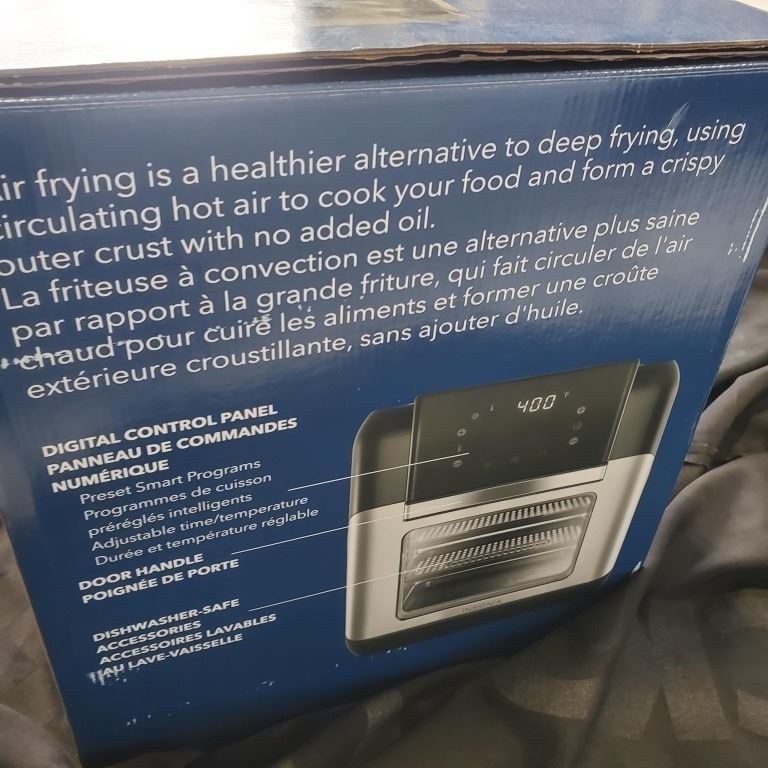 ir frying is a healthier alternative to deep frying, using
circulating hot air to cook your food and form a crispy
outer crust with no added oil.
La friteuse à convection est une alternative plus saine
par rapport à la grande friture, qui fait circuler de l'air
chaud pour cuire les aliments et former une croûte
extérieure croustillante, sans ajouter d'huile.
DIGITAL CONTROL PANEL
PANNEAU DE COMMANDES
NUMÉRIQUE
Preset Smart Programs
Programmes de cuisson
préréglés intelligents
Adjustable time/temperature
Durée et température réglable
DOOR HANDLE
POIGNÉE DE PORTE
DISHWASHER-SAFE
ACCESSORIES
ACCESSOIRES LAVABLES
AU LAVE-VAISSELLE
400 °F
INSIGNIA